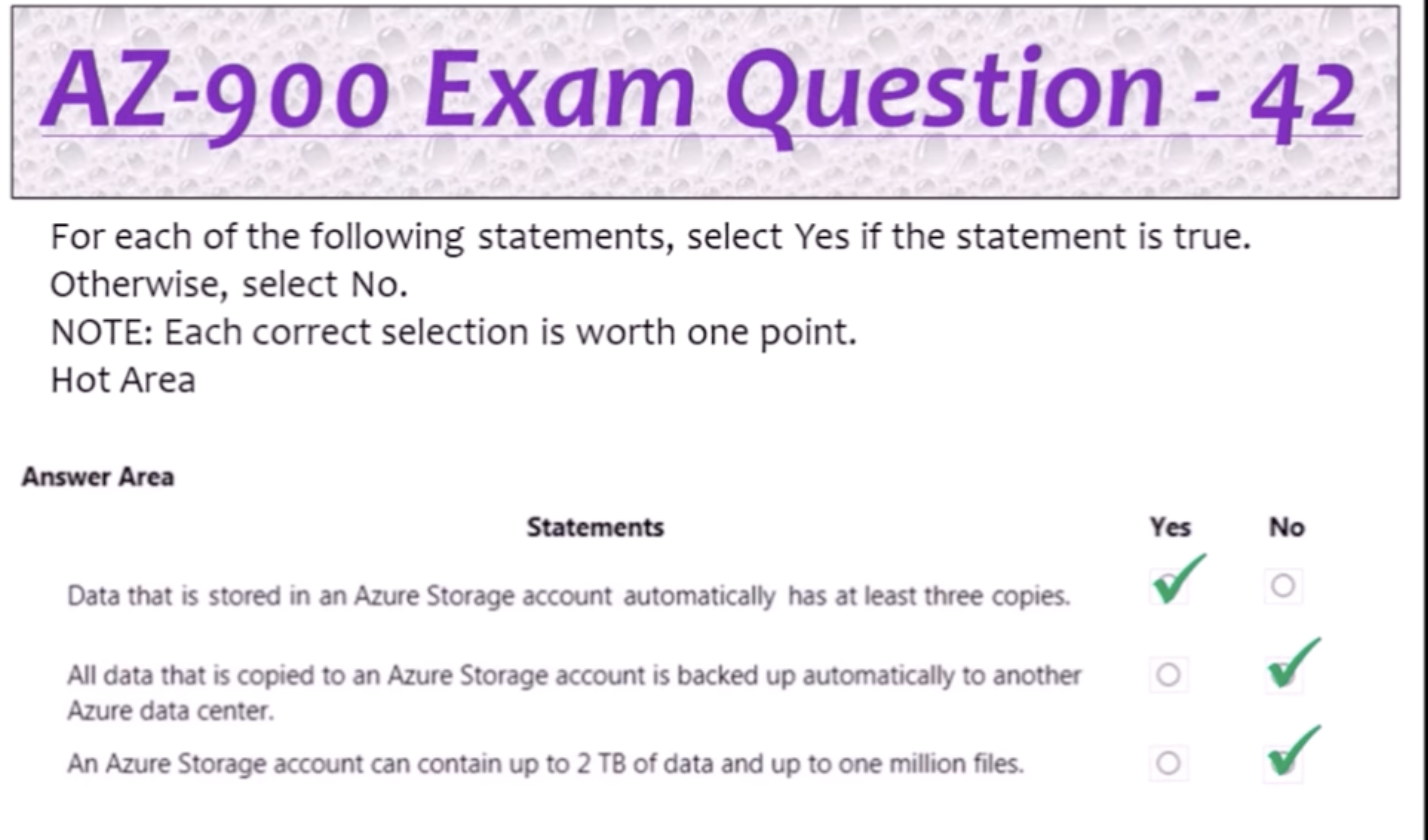 AZ-900 Exam Question - 42
For each of the following statements, select Yes if the statement is true.
Otherwise, select No.
NOTE: Each correct selection is worth one point.
Hot Area
Answer Area
Statements Yes No
Data that is stored in an Azure Storage account automatically has at least three copies.
All data that is copied to an Azure Storage account is backed up automatically to another
Azure data center.
An Azure Storage account can contain up to 2 TB of data and up to one million files.